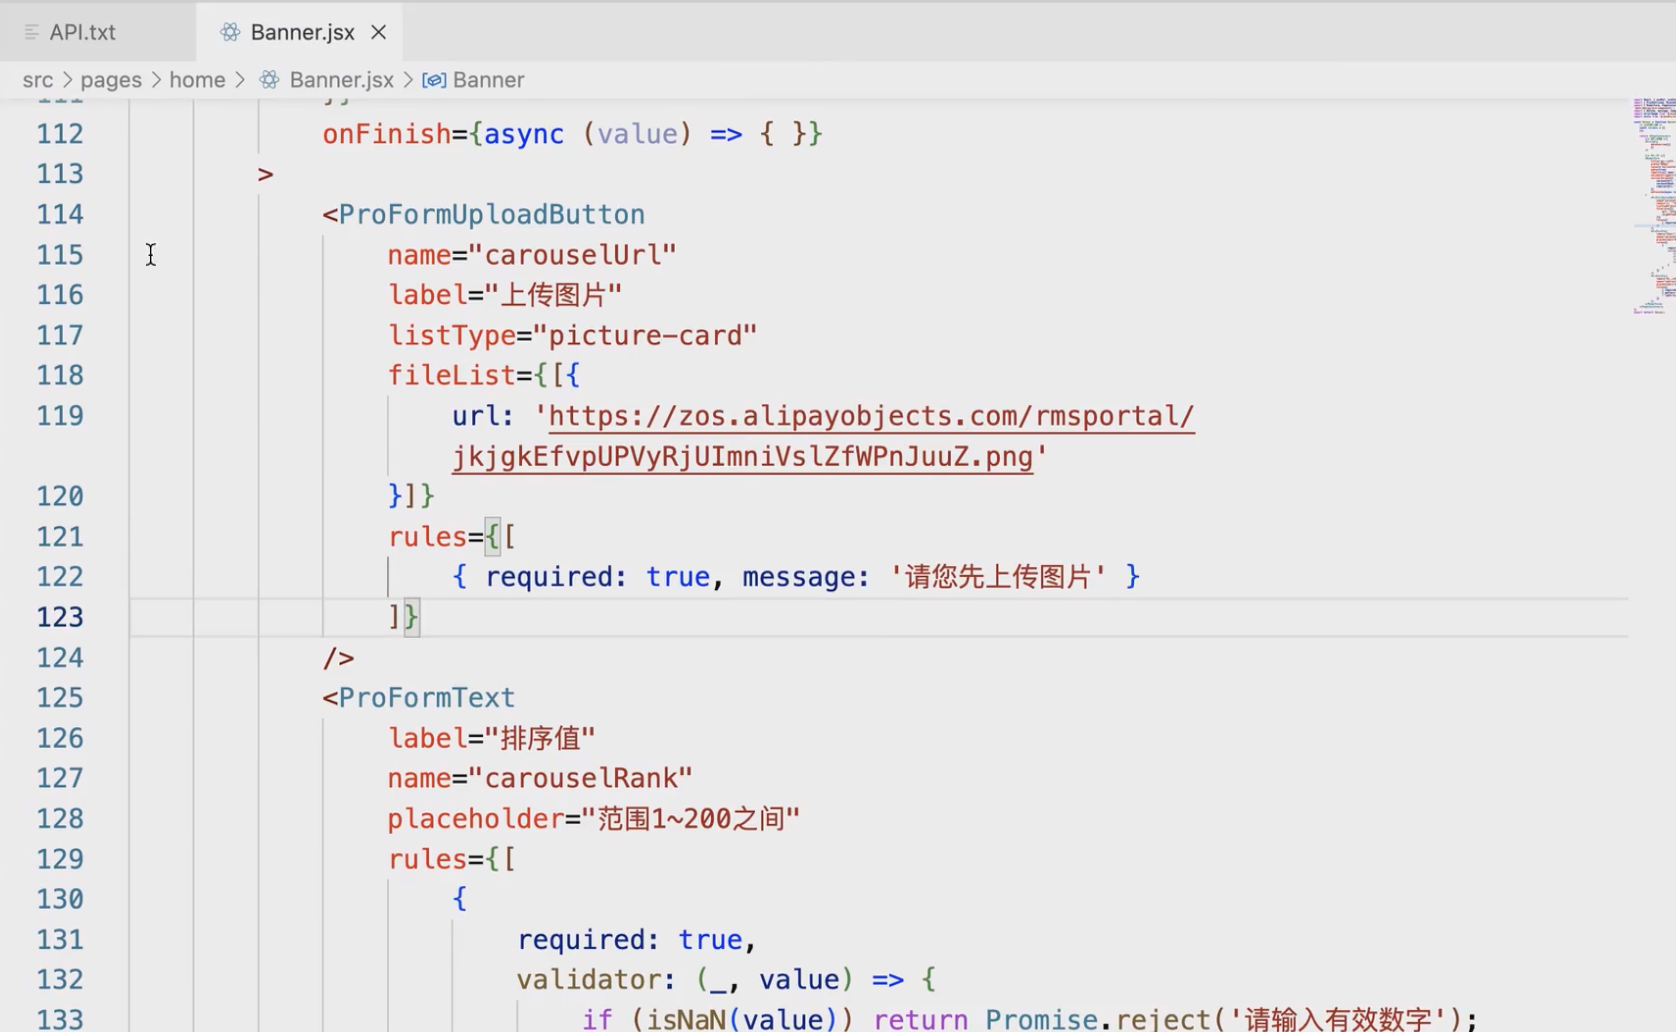 API.txt
Banner.jsx
src > pages > home > Banner.jsx > Banner
111 }}
112 onFinish={async (value) => { }}
113 >
114 <ProFormUploadButton
115 name="carouselUrl"
116 label="上传图片"
117 listType="picture-card"
118 fileList={[{
119 url: 'https://zos.alipayobjects.com/rmsportal/
jkjgkEfvpUPVyRjUImniVslZfWPnJuuZ.png'
120 }]}
121 rules={[
122 { required: true, message: '请您先上传图片' }
123 ]}
124 />
125 <ProFormText
126 label="排序值"
127 name="carouselRank"
128 placeholder="范围1~200之间"
129 rules={[
130 {
131 required: true,
132 validator: (_, value) => {
133 if (isNaN(value)) return Promise.reject('请输入有效数字');